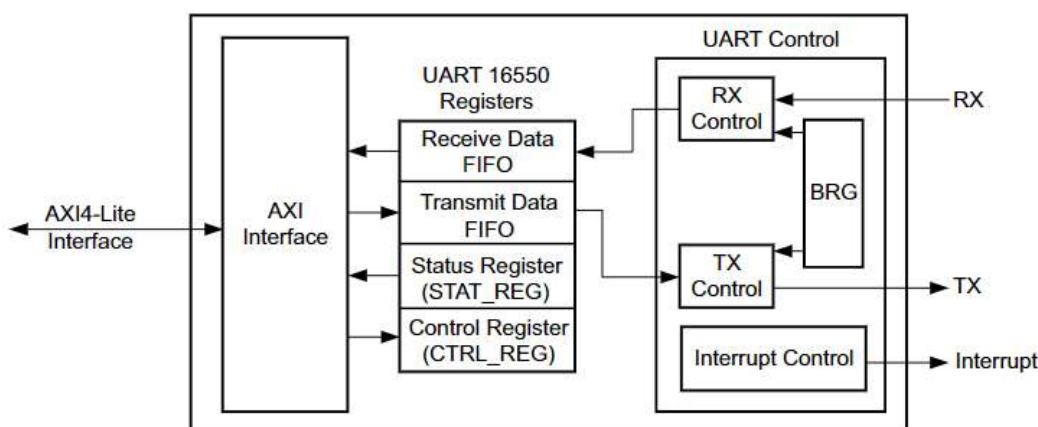 UART Control
UART 16550
Registers
RX
Control
RX
Receive Data
FIFO
BRG
AXI4-Lite
Interface
AXI
Interface
Transmit Data
FIFO
Status Register
(STAT_REG)
TX
Control
TX
Control Register
(CTRL_REG)
Interrupt Control
Interrupt